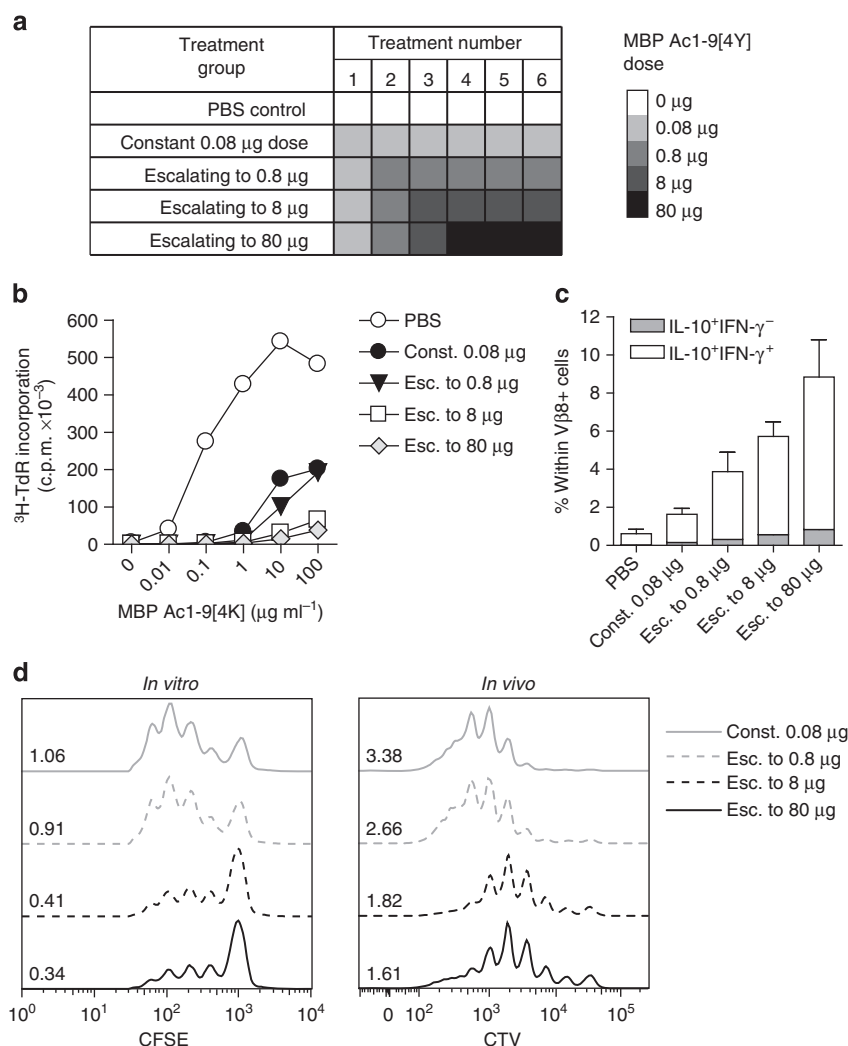 a
Treatment group
Treatment number
1 2 3 4 5 6
PBS control
Constant 0.08 μg dose
Escalating to 0.8 μg
Escalating to 8 μg
Escalating to 80 μg
MBP Ac1-9[4Y]
dose
0 μg
0.08 μg
0.8 μg
8 μg
80 μg
b
³H-TdR incorporation
(c.p.m. ×10⁻³)
600
500
400
300
200
100
0
0 0.01 0.1 1 10 100
MBP Ac1-9[4K] (μg ml⁻¹)
PBS
Const. 0.08 μg
Esc. to 0.8 μg
Esc. to 8 μg
Esc. to 80 μg
c
% Within Vβ8+ cells
12
10
8
6
4
2
0
IL-10⁺IFN-γ⁻
IL-10⁺IFN-γ⁺
PBS
Const. 0.08 μg
Esc. to 0.8 μg
Esc. to 8 μg
Esc. to 80 μg
d
In vitro
1.06
0.91
0.41
0.34
10⁰ 10¹ 10² 10³ 10⁴
CFSE
In vivo
3.38
2.66
1.82
1.61
0 10² 10³ 10⁴ 10⁵
CTV
Const. 0.08 μg
Esc. to 0.8 μg
Esc. to 8 μg
Esc. to 80 μg